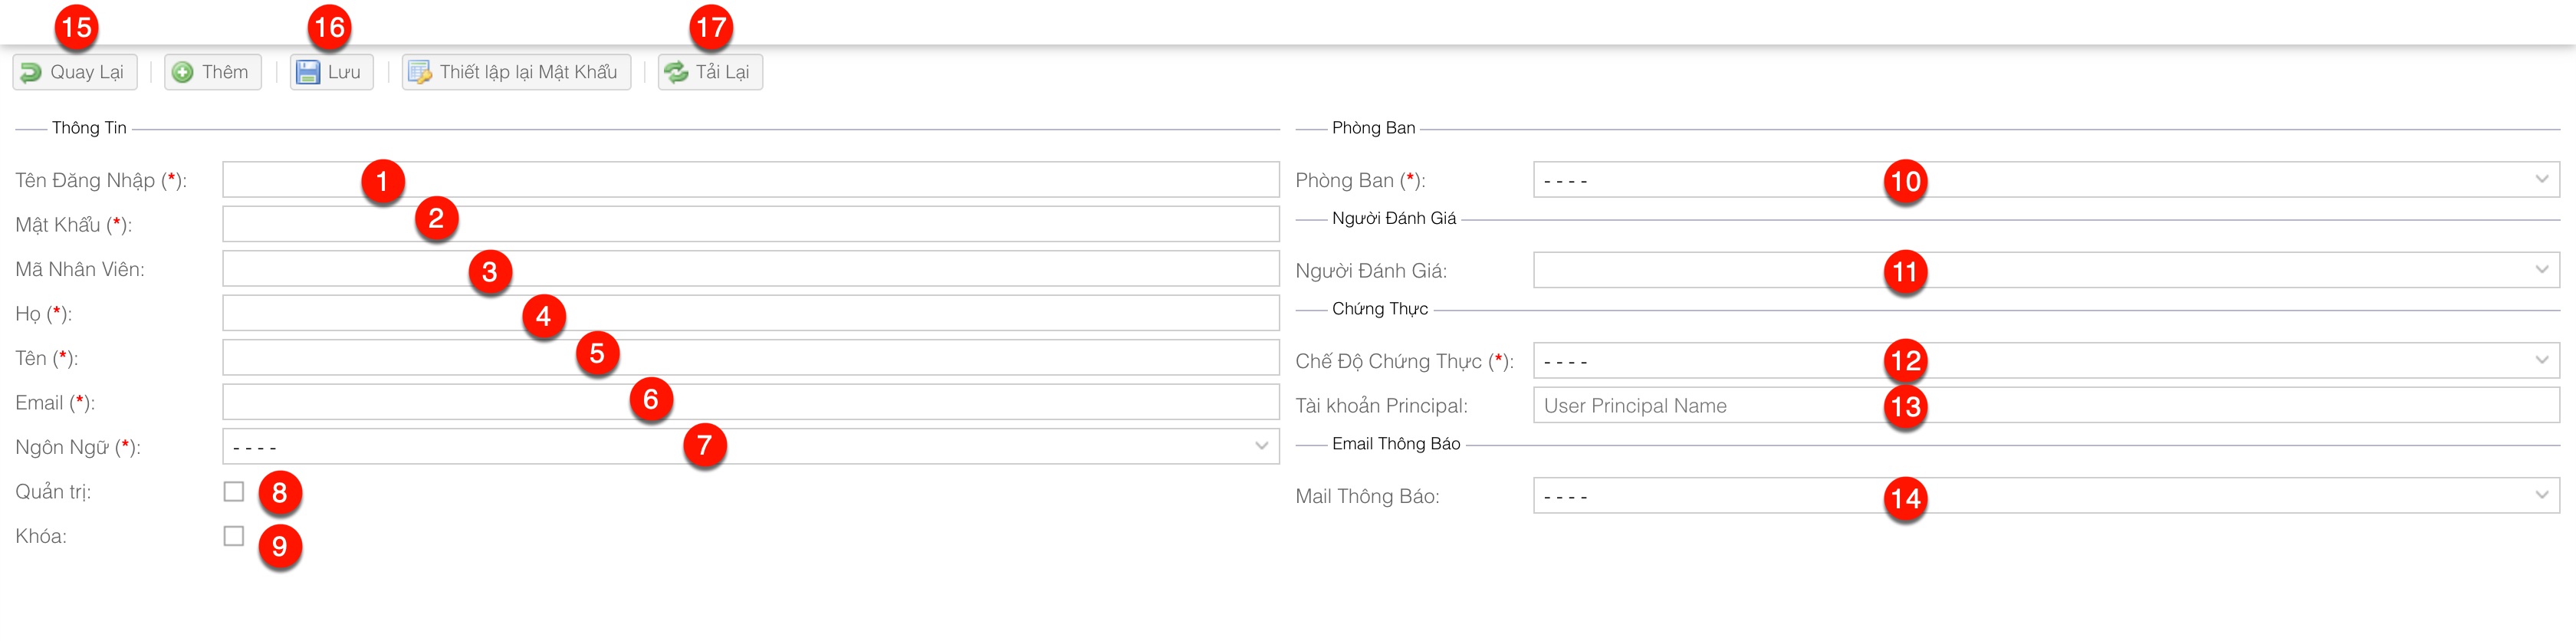 15 16 17
Quay Lại Thêm Lưu Thiết lập lại Mật Khẩu Tải Lại
Thông Tin
Tên Đăng Nhập (*): 1
Mật Khẩu (*): 2
Mã Nhân Viên: 3
Họ (*): 4
Tên (*): 5
Email (*): 6
Ngôn Ngữ (*): - - - - 7
Quản trị: 8
Khóa: 9
Phòng Ban
Phòng Ban (*): - - - - 10
Người Đánh Giá
Người Đánh Giá: 11
Chứng Thực
Chế Độ Chứng Thực (*): - - - - 12
Tài khoản Principal: User Principal Name 13
Email Thông Báo
Mail Thông Báo: - - - - 14